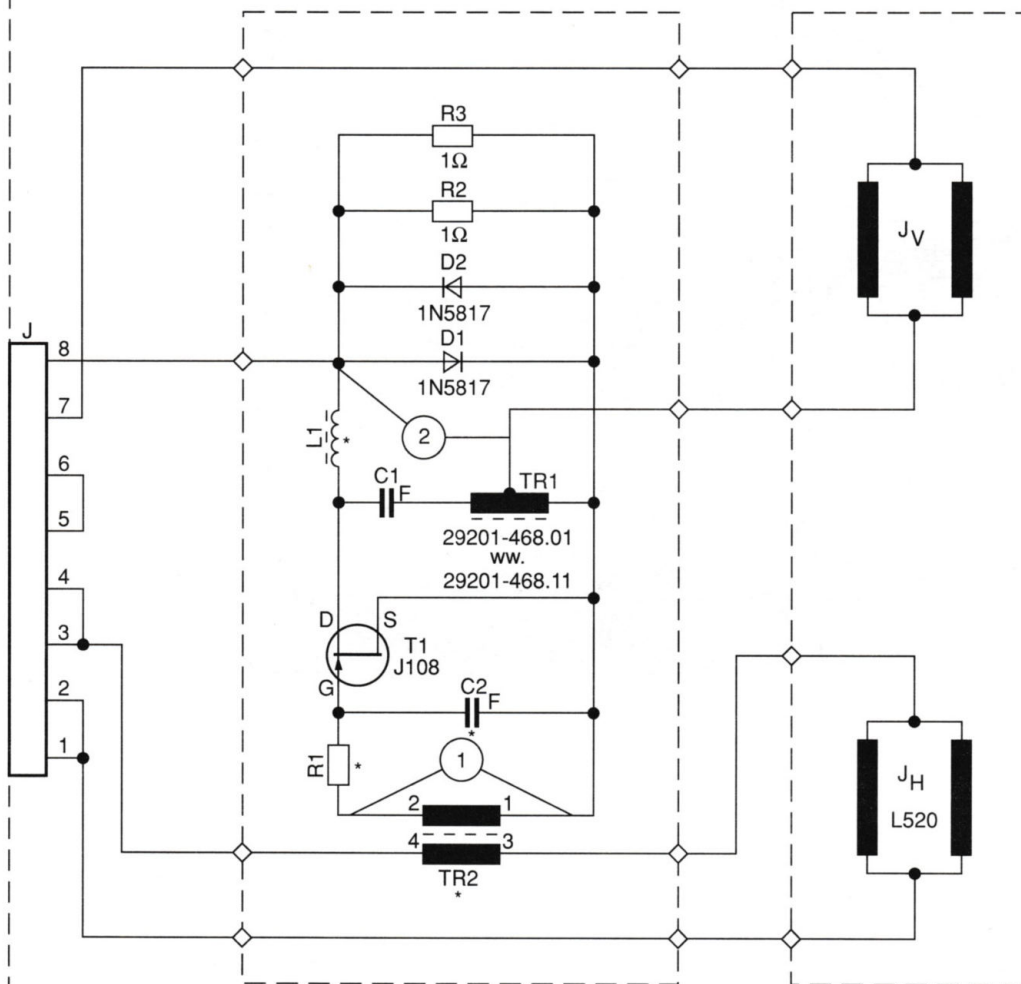 R3
1Ω
R2
1Ω
D2
1N5817
D1
1N5817
J
8
7
6
5
4
3
2
1
J V
L1
*
2
C1
F
TR1
29201-468.01
ww.
29201-468.11
D
S
T1
J108
G
C2
F
*
R1
*
1
2
1
4
3
TR2
*
J H
L520